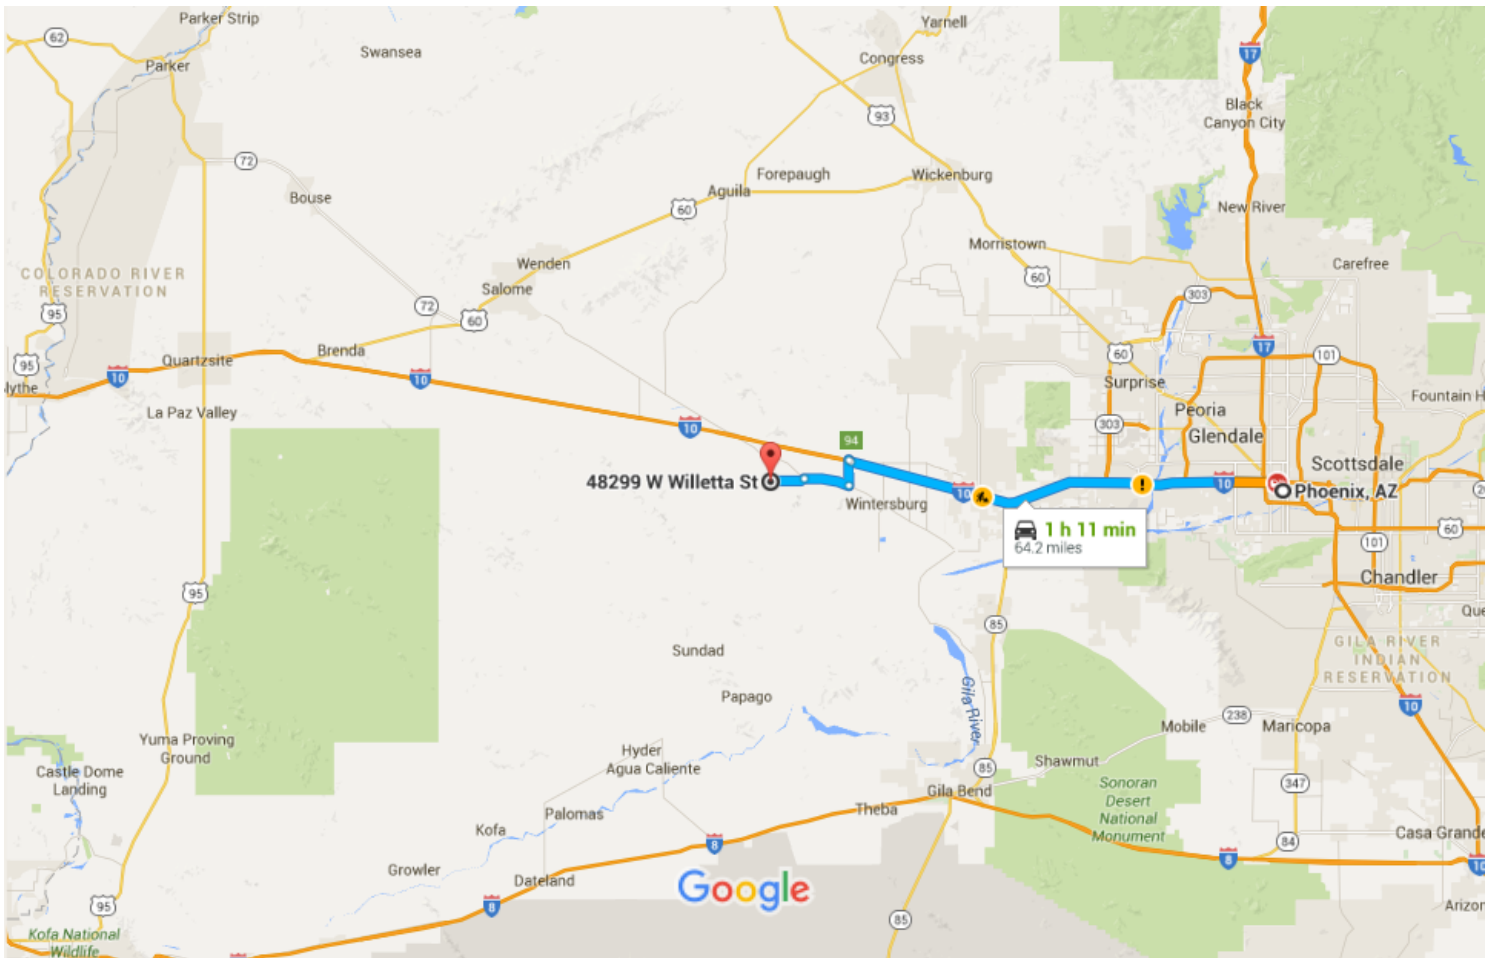 Parker Strip
Yarnell
62
Swansea
Congress
17
Parker
93
Black
Canyon City
72
Forepaugh
Wickenburg
Bouse
Aguila
60
New River
Morristown
Wenden
Carefree
COLORADO RIVER
RESERVATION
60
Salome
303
72
95
60
17
Brenda
60
101
Quartzsite
95
10
10
Surprise
lythe
Fountain H
La Paz Valley
Peoria
303
10
Glendale
94
Scottsdale
48299 W Willetta St
10
10
Phoenix, AZ
Wintersburg
1 h 11 min
64.2 miles
60
101
Chandler
95
Que
85
GILA RIVER
INDIAN
RESERVATION
Sundad
Gila River
Papago
10
238
Mobile
Maricopa
Yuma Proving
Ground
Hyder
Agua Caliente
85
Shawmut
Castle Dome
Landing
Sonoran
Desert
National
Monument
347
Gila Bend
Theba
Palomas
Kofa
Casa Grande
8
84
8
10
Growler
Dateland
Google
95
8
85
Arizon
Kofa National
Wildlife